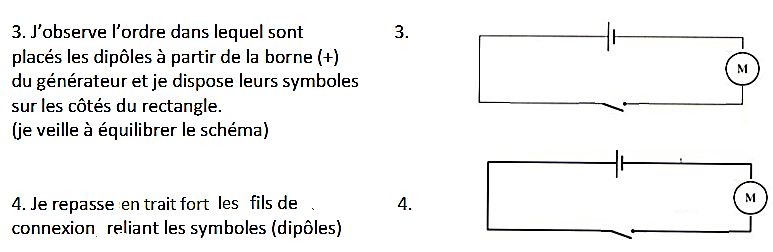 3. J’observe l’ordre dans lequel sont
placés les dipôles à partir de la borne (+)
du générateur et je dispose leurs symboles
sur les côtés du rectangle.
(je veille à équilibrer le schéma)
3.
M
4. Je repasse en trait fort les fils de
connexion reliant les symboles (dipôles)
4.
M